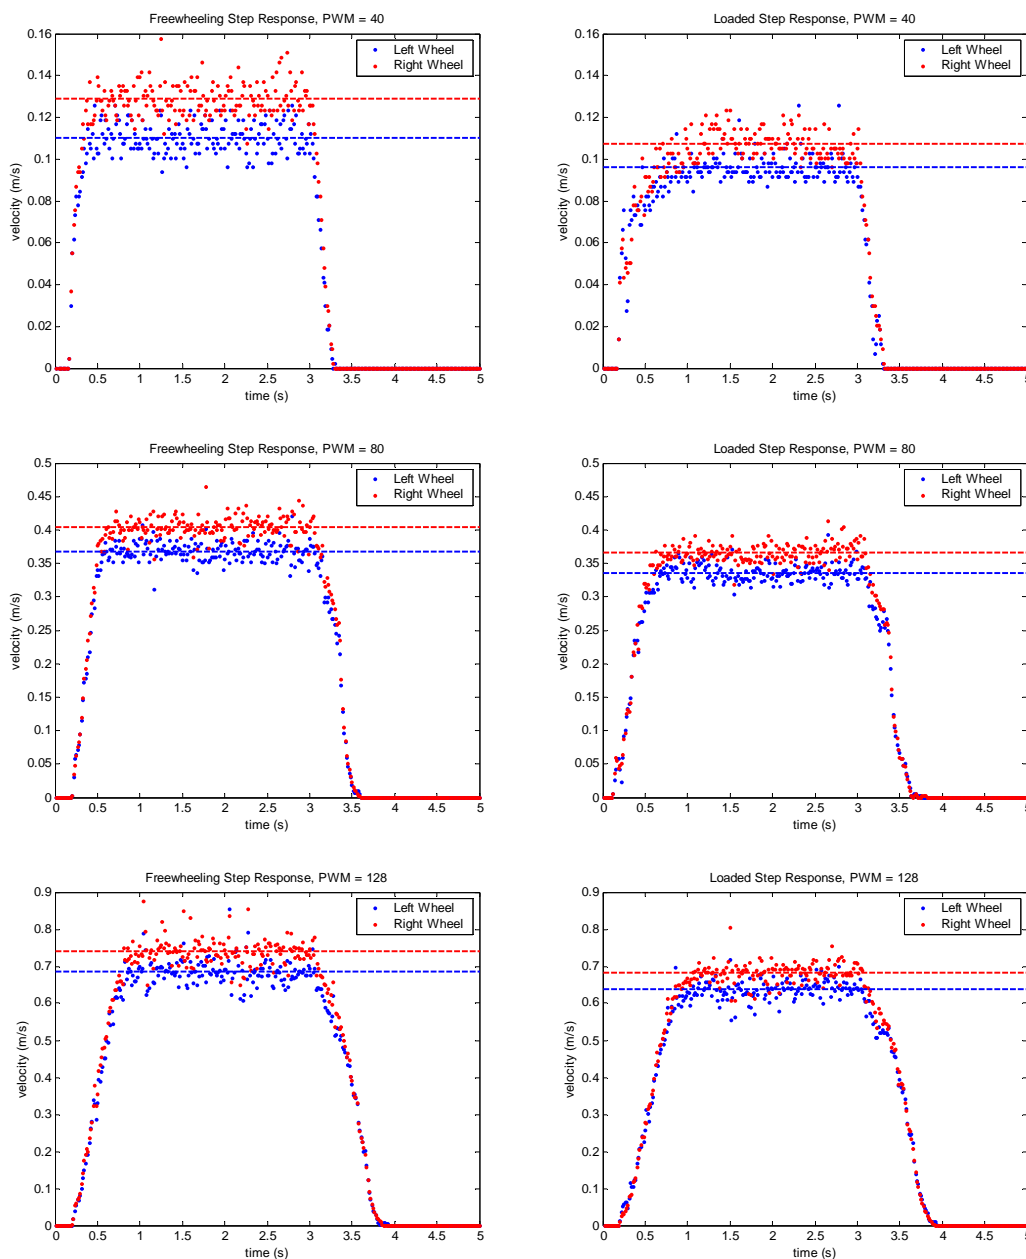 Freewheeling Step Response, PWM = 40
0.16
0.14
0.12
0.1
0.08
0.06
0.04
0.02
0
velocity (m/s)
Left Wheel
Right Wheel
0 0.5 1 1.5 2 2.5 3 3.5 4 4.5 5
time (s)
Loaded Step Response, PWM = 40
0.16
0.14
0.12
0.1
0.08
0.06
0.04
0.02
0
velocity (m/s)
Left Wheel
Right Wheel
0 0.5 1 1.5 2 2.5 3 3.5 4 4.5 5
time (s)
Freewheeling Step Response, PWM = 80
0.5
0.45
0.4
0.35
0.3
0.25
0.2
0.15
0.1
0.05
0
velocity (m/s)
Left Wheel
Right Wheel
0 0.5 1 1.5 2 2.5 3 3.5 4 4.5 5
time (s)
Loaded Step Response, PWM = 80
0.5
0.45
0.4
0.35
0.3
0.25
0.2
0.15
0.1
0.05
0
velocity (m/s)
Left Wheel
Right Wheel
0 0.5 1 1.5 2 2.5 3 3.5 4 4.5 5
time (s)
Freewheeling Step Response, PWM = 128
0.9
0.8
0.7
0.6
0.5
0.4
0.3
0.2
0.1
0
velocity (m/s)
Left Wheel
Right Wheel
0 0.5 1 1.5 2 2.5 3 3.5 4 4.5 5
time (s)
Loaded Step Response, PWM = 128
0.9
0.8
0.7
0.6
0.5
0.4
0.3
0.2
0.1
0
velocity (m/s)
Left Wheel
Right Wheel
0 0.5 1 1.5 2 2.5 3 3.5 4 4.5 5
time (s)